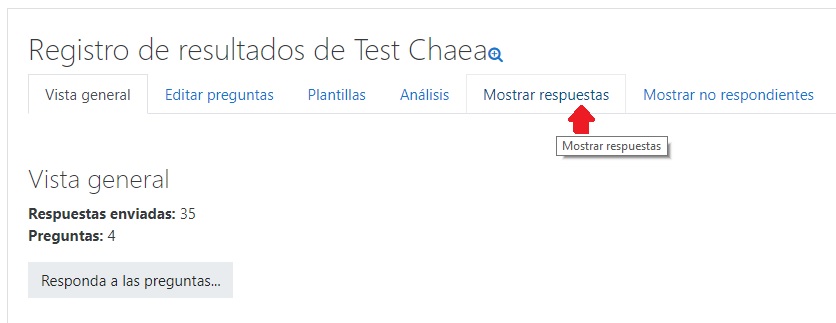 Registro de resultados de Test Chaea
Vista general Editar preguntas Plantillas Análisis Mostrar respuestas Mostrar no respondientes
Mostrar respuestas
Vista general
Respuestas enviadas: 35
Preguntas: 4
Responda a las preguntas...